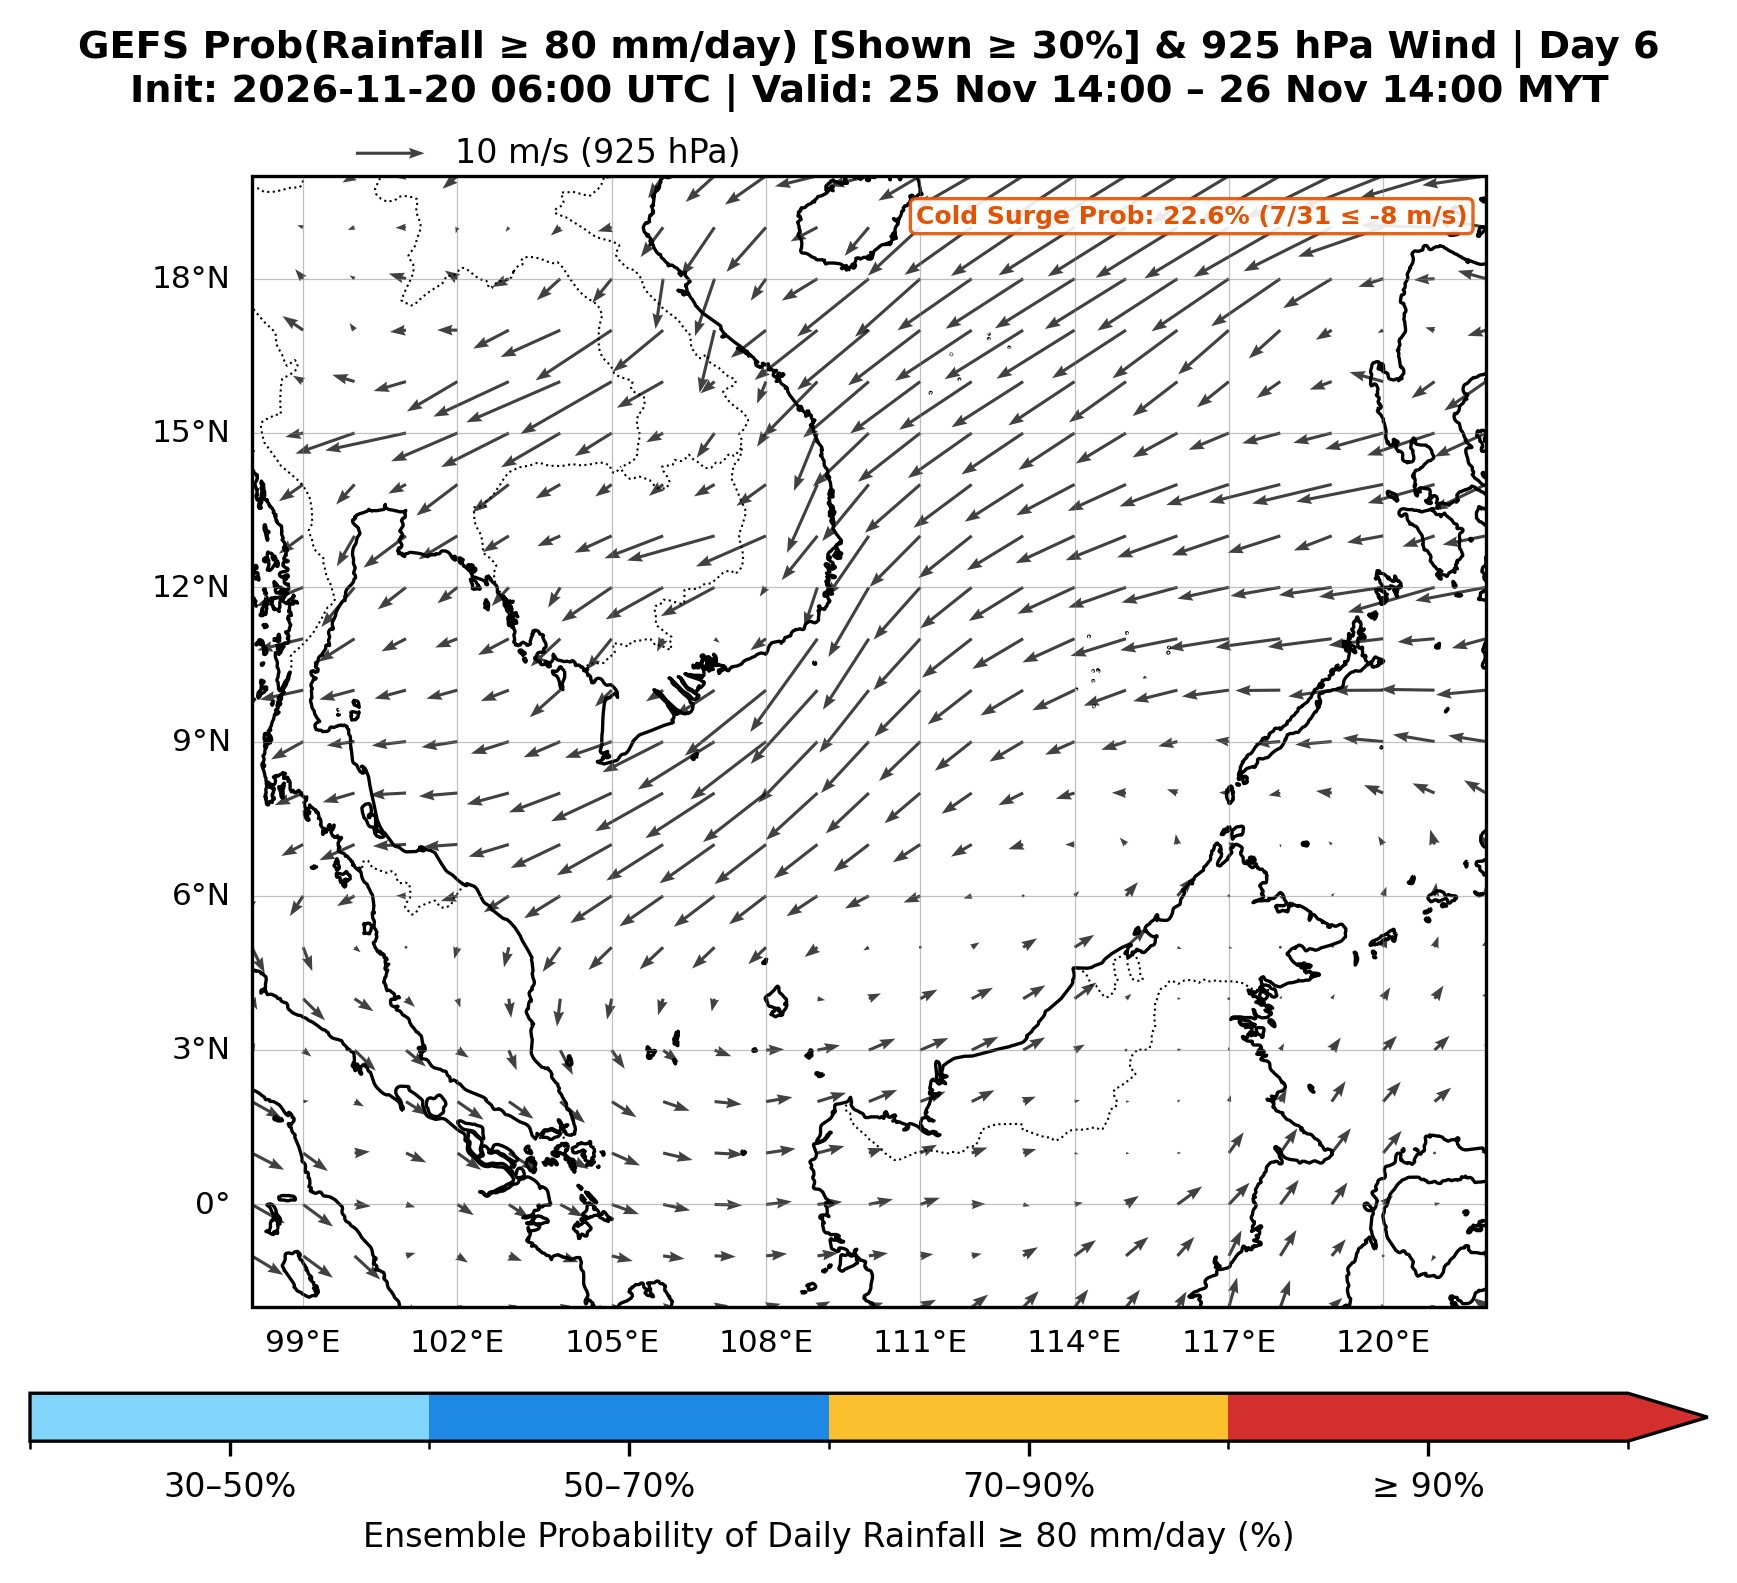 GEFS Prob(Rainfall ≥ 80 mm/day) [Shown ≥ 30%] & 925 hPa Wind | Day 6
Init: 2026-11-20 06:00 UTC | Valid: 25 Nov 14:00 – 26 Nov 14:00 MYT
10 m/s (925 hPa)
Cold Surge Prob: 22.6% (7/31 ≤ -8 m/s)
18°N
15°N
12°N
9°N
6°N
3°N
0°
99°E 102°E 105°E 108°E 111°E 114°E 117°E 120°E
30–50% 50–70% 70–90% ≥ 90%
Ensemble Probability of Daily Rainfall ≥ 80 mm/day (%)